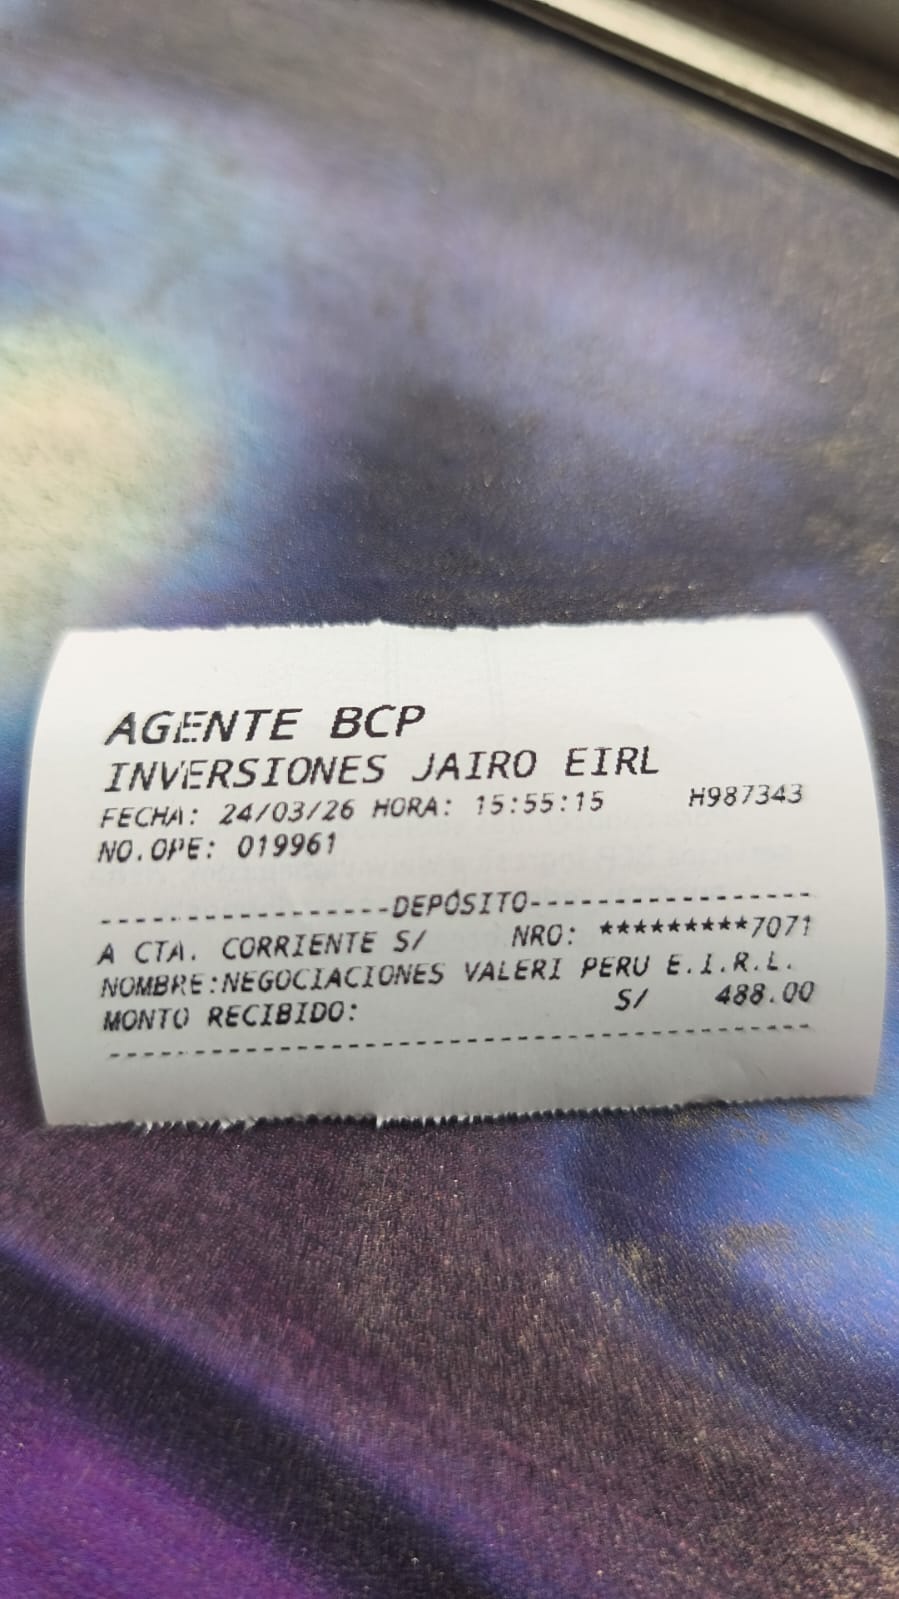 AGENTE BCP
INVERSIONES JAIRO EIRL
FECHA: 24/03/26 HORA: 15:55:15 H987343
NO.OPE: 019961
------------------DEPÓSITO------------------
A CTA. CORRIENTE S/ NRO: *********7071
NOMBRE:NEGOCIACIONES VALERI PERU E.I.R.L.
MONTO RECIBIDO: S/ 488.00